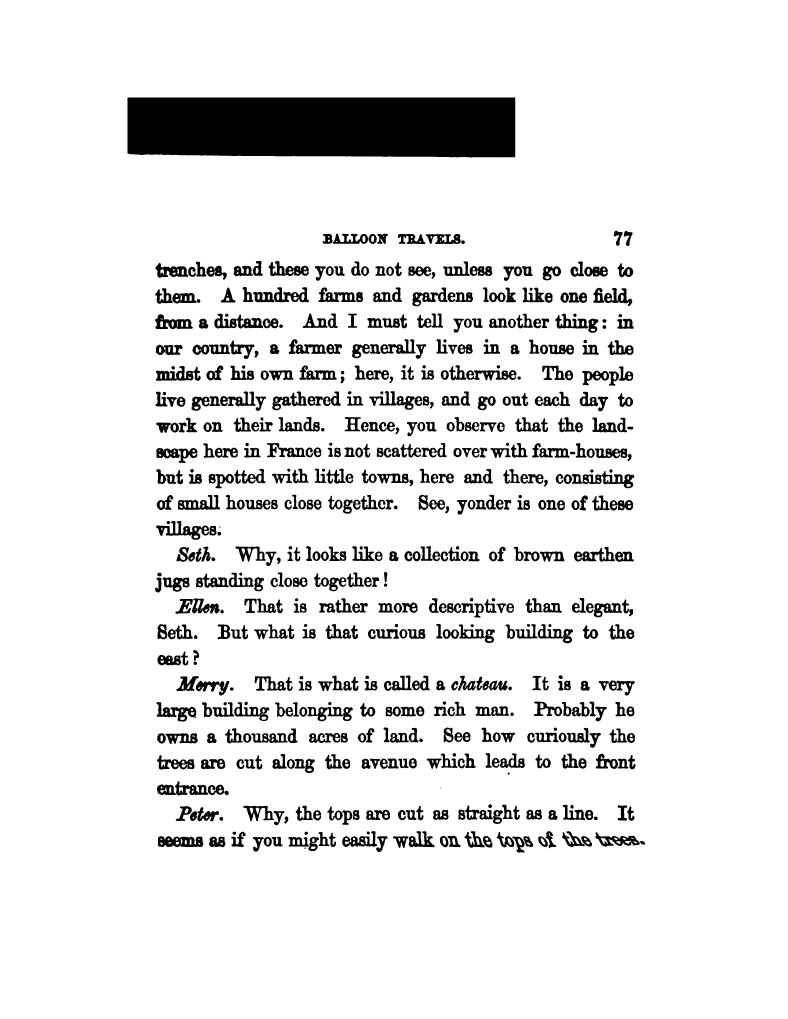 BALLOON TRAVELS. 77
trenches, and these you do not see, unless you go close to
them. A hundred farms and gardens look like one field,
from a distance. And I must tell you another thing: in
our country, a farmer generally lives in a house in the
midst of his own farm; here, it is otherwise. The people
live generally gathered in villages, and go out each day to
work on their lands. Hence, you observe that the land-
scape here in France is not scattered over with farm-houses,
but is spotted with little towns, here and there, consisting
of small houses close together. See, yonder is one of these
villages.
Seth. Why, it looks like a collection of brown earthen
jugs standing close together!
Ellen. That is rather more descriptive than elegant,
Seth. But what is that curious looking building to the
east?
Merry. That is what is called a chateau. It is a very
large building belonging to some rich man. Probably he
owns a thousand acres of land. See how curiously the
trees are cut along the avenue which leads to the front
entrance.
Peter. Why, the tops are cut as straight as a line. It
seems as if you might easily walk on the tops of the trees.